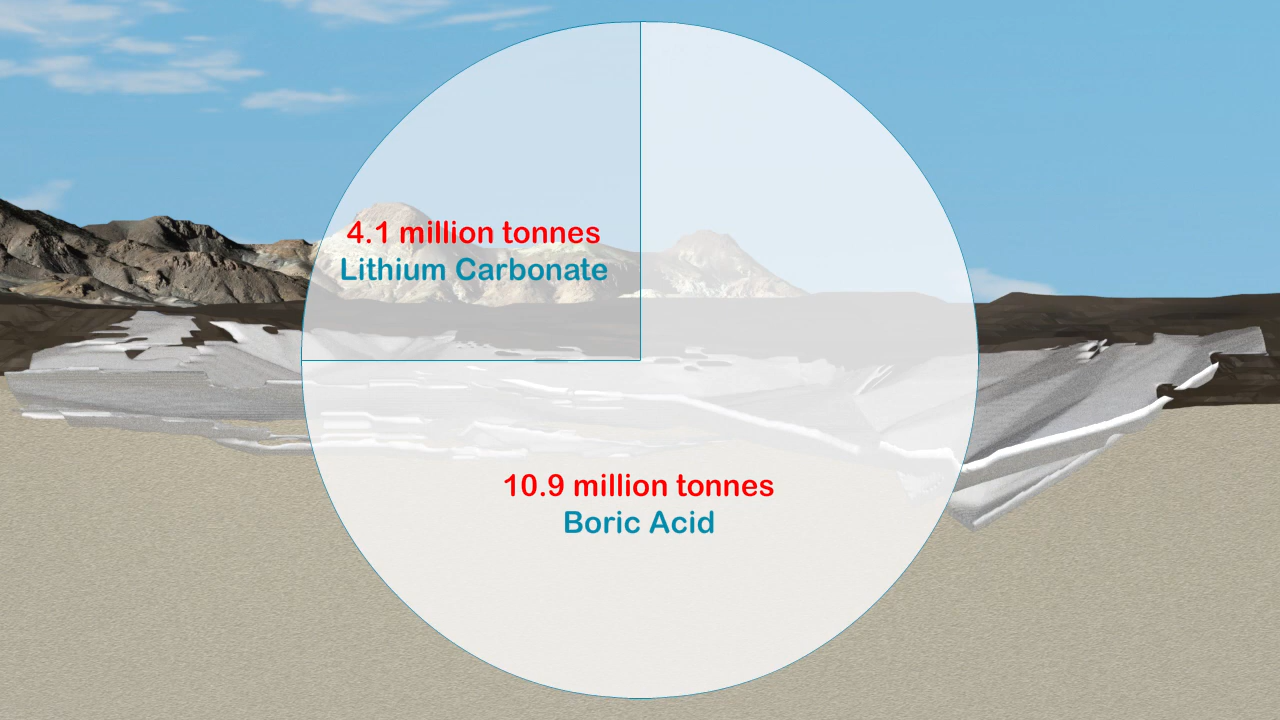 4.1 million tonnes
Lithium Carbonate
10.9 million tonnes
Boric Acid